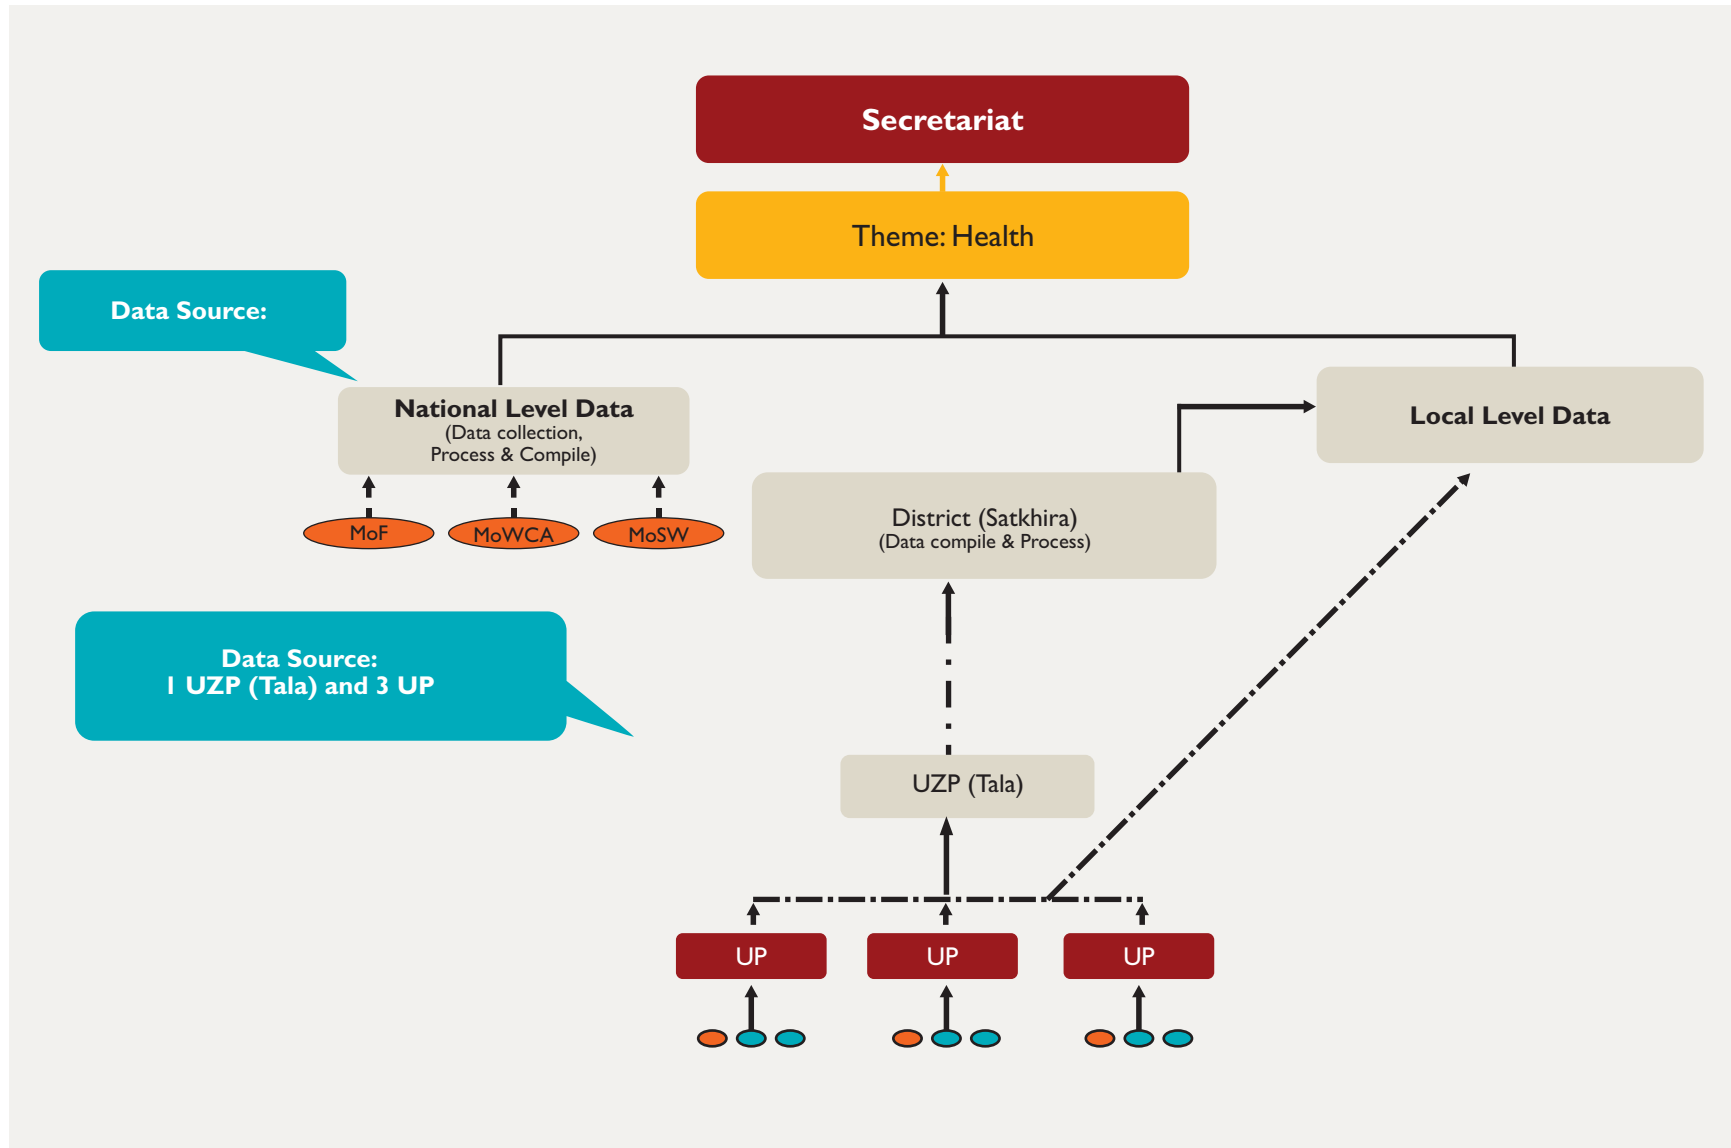 Secretariat
Theme: Health
Data Source:
National Level Data
(Data collection,
Process & Compile)
Local Level Data
MoF
MoWCA
MoSW
District (Satkhira)
(Data compile & Process)
Data Source:
1 UZP (Tala) and 3 UP
UZP (Tala)
UP
UP
UP